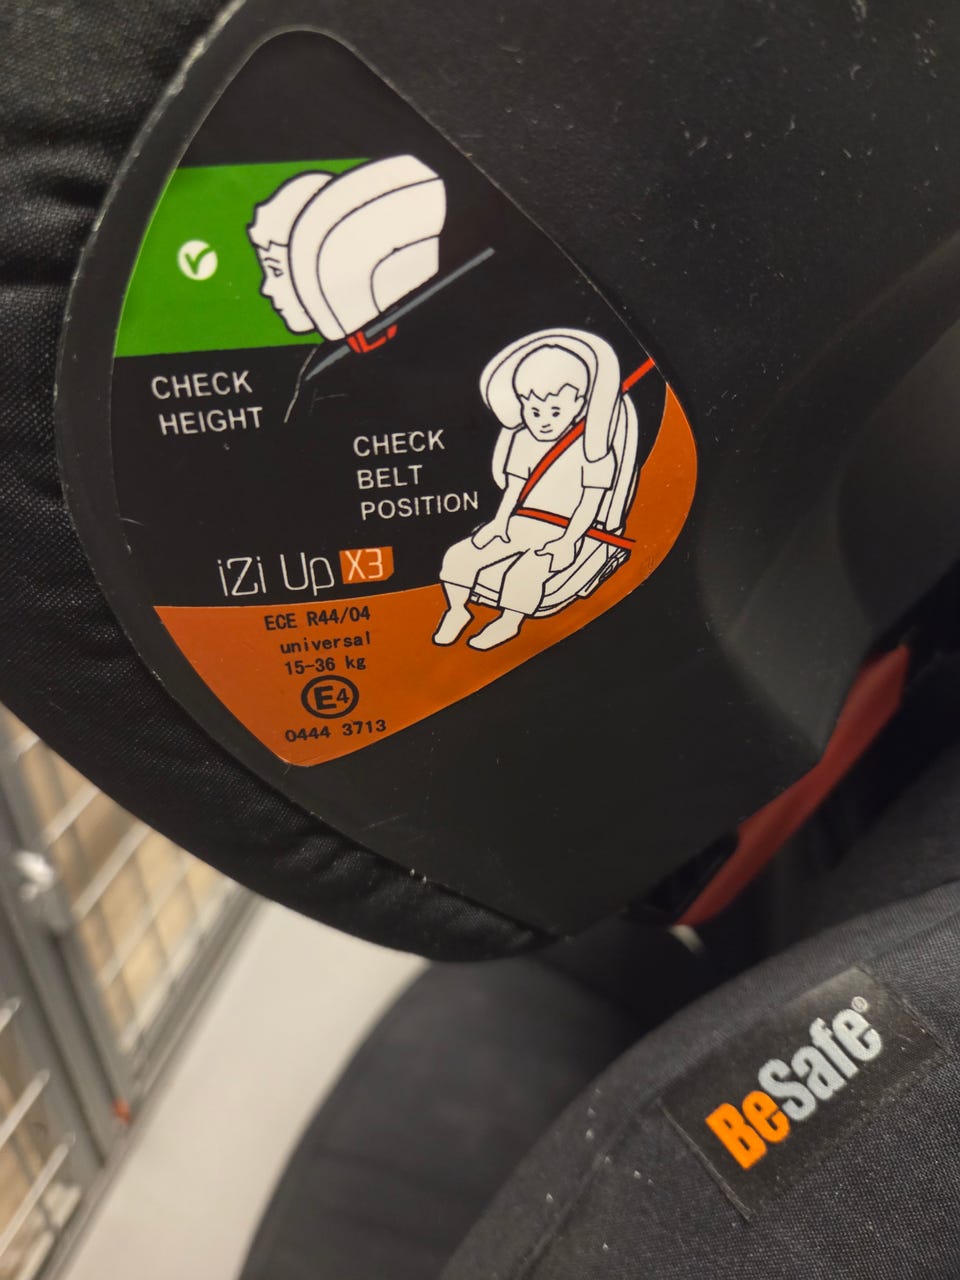 CHECK
HEIGHT
CHECK
BELT
POSITION
iZi Up X3
ECE R44/04
universal
15-36 kg
E4
0444 3713
BeSafe®